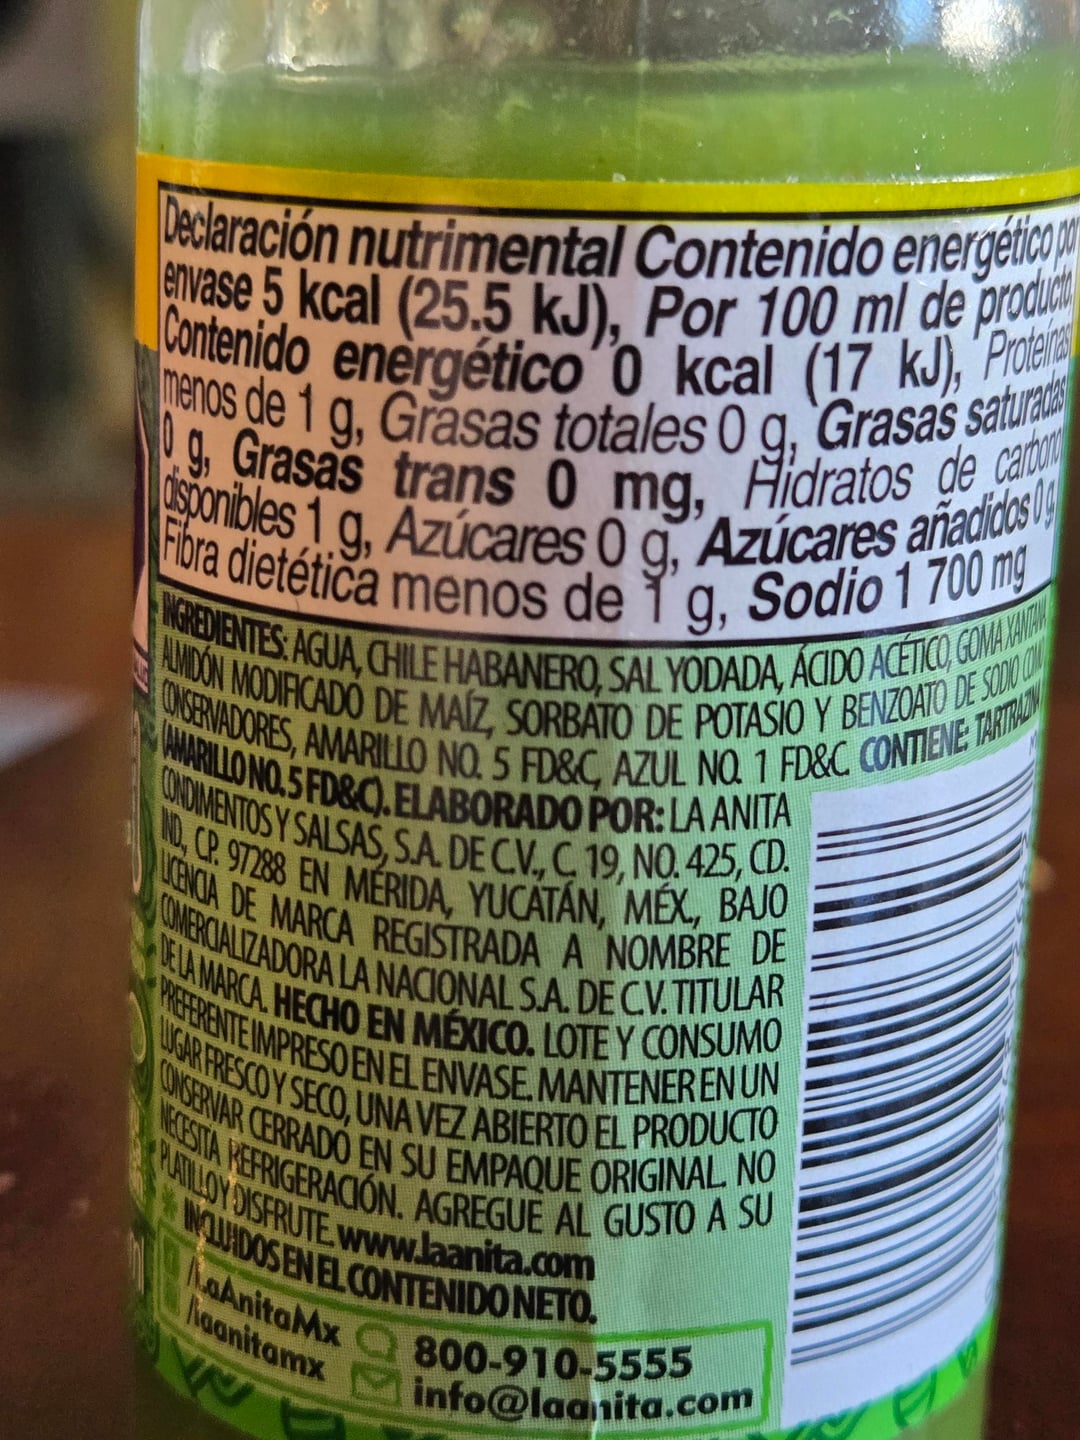 Declaración nutrimental Contenido energético por
envase 5 kcal (25.5 kJ), Por 100 ml de producto
Contenido energético 0 kcal (17 kJ), Proteínas
menos de 1 g, Grasas totales 0 g, Grasas saturadas
0 g, Grasas trans 0 mg, Hidratos de carbono
disponibles 1 g, Azúcares 0 g, Azúcares añadidos 0 g,
Fibra dietética menos de 1 g, Sodio 1 700 mg
INGREDIENTES: AGUA, CHILE HABANERO, SAL YODADA, ÁCIDO ACÉTICO, GOMA XANTANA,
ALMIDÓN MODIFICADO DE MAÍZ, SORBATO DE POTASIO Y BENZOATO DE SODIO COMO
CONSERVADORES, AMARILLO NO. 5 FD&C, AZUL NO. 1 FD&C. CONTIENE: TARTRAZINA
(AMARILLO NO. 5 FD&C). ELABORADO POR: LA ANITA
CONDIMENTOS Y SALSAS, S.A. DE C.V., C. 19, NO. 425, CD.
IND., C.P. 97288 EN MÉRIDA, YUCATÁN, MÉX., BAJO
LICENCIA DE MARCA REGISTRADA A NOMBRE DE
COMERCIALIZADORA LA NACIONAL S.A. DE C.V. TITULAR
DE LA MARCA. HECHO EN MÉXICO. LOTE Y CONSUMO
PREFERENTE IMPRESO EN EL ENVASE. MANTENER EN UN
LUGAR FRESCO Y SECO, UNA VEZ ABIERTO EL PRODUCTO
CONSERVAR CERRADO EN SU EMPAQUE ORIGINAL. NO
NECESITA REFRIGERACIÓN. AGREGUE AL GUSTO A SU
PLATILLO Y DISFRUTE. www.laanita.com
* INCLUIDOS EN EL CONTENIDO NETO.
/LaAnitaMx
/laanitamx
800-910-5555
info@laanita.com